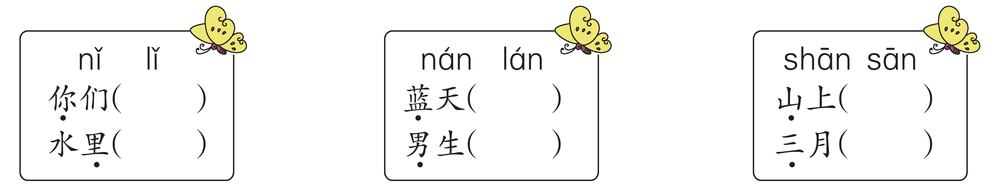 nǐ lǐ
你们( )
水里( )
nán lán
蓝天( )
男生( )
shān sān
山上( )
三月( )